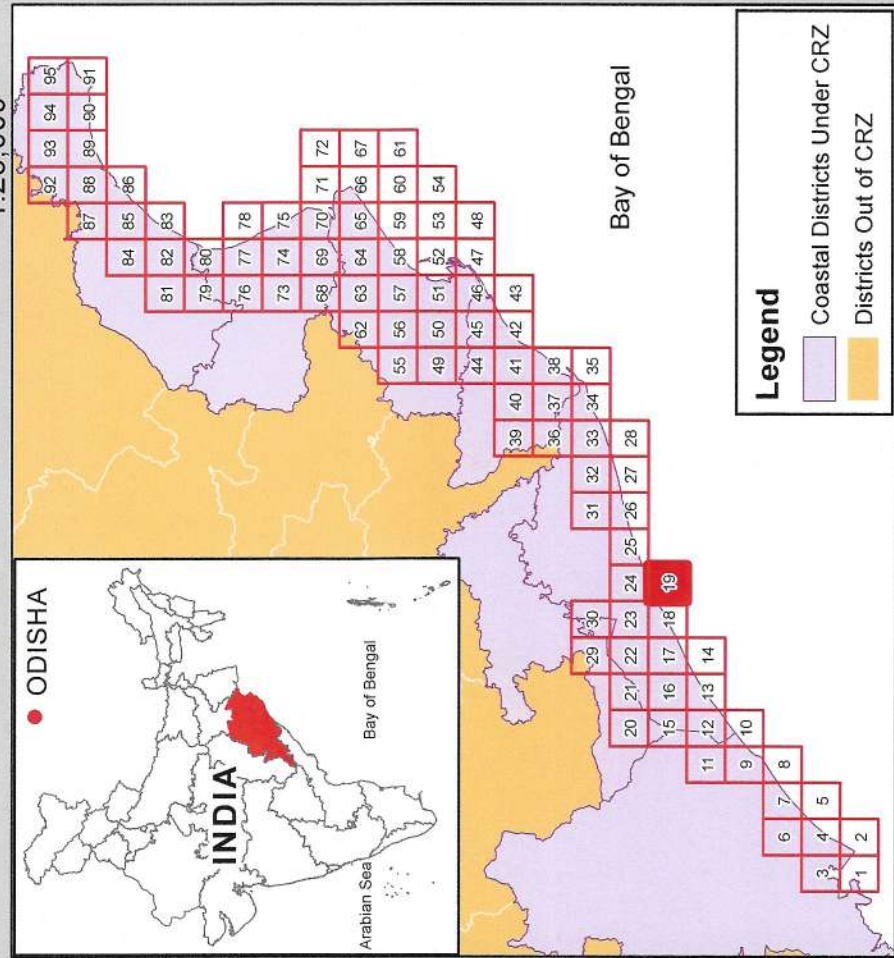 ODISHA
INDIA
Arabian Sea
Bay of Bengal
92 93 94 95
87 88 89 90 91
84 85 86
81 82 83
79 80
76 77 78
73 74 75
68 69 70 71 72
62 63 64 65 66 67
55 56 57 58 59 60 61
49 50 51 52 53 54
44 45 46 47 48
39 40 41 42 43
36 37 38
29 30 31 32 33 34 35
20 21 22 23 24 25 26 27 28
15 16 17 18 19
11 12 13 14
9 10
6 7 8
3 4 5
1 2
Bay of Bengal
Legend
Coastal Districts Under CRZ
Districts Out of CRZ